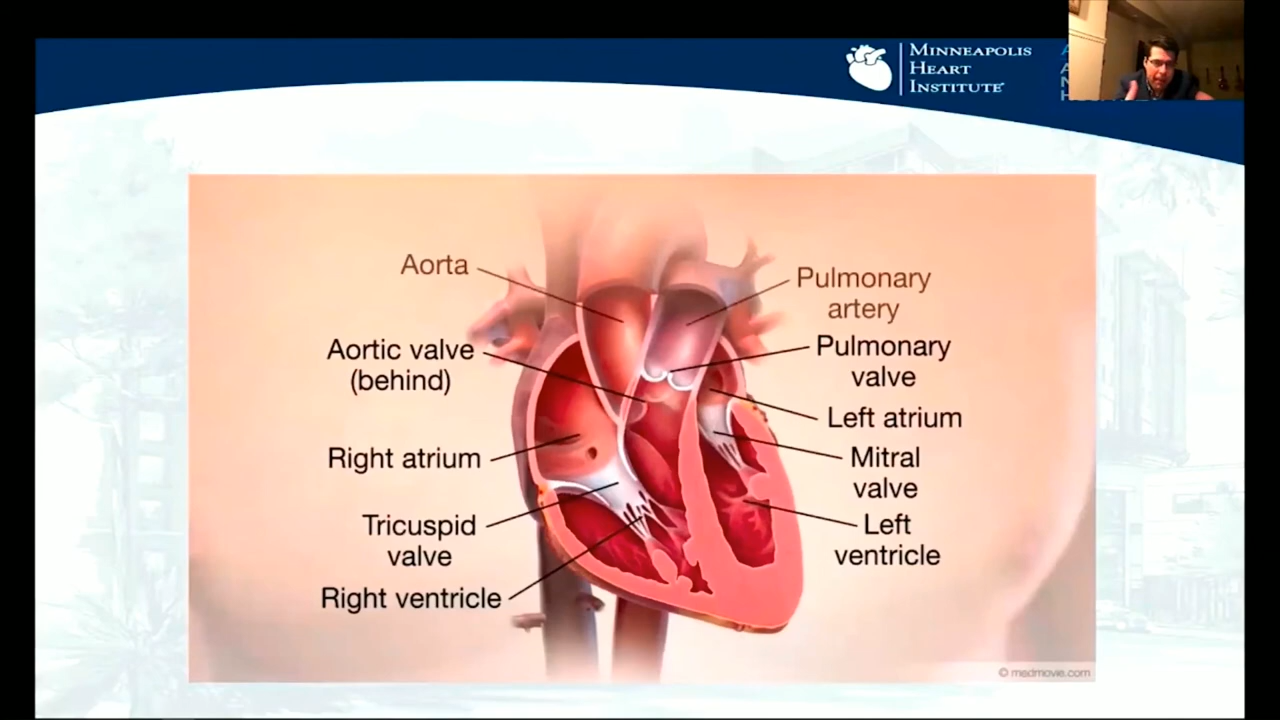 MINNEAPOLIS
HEART
INSTITUTE
Aorta
Pulmonary
artery
Aortic valve
(behind)
Pulmonary
valve
Left atrium
Right atrium
Mitral
valve
Tricuspid
valve
Left
ventricle
Right ventricle
© medmovie.com